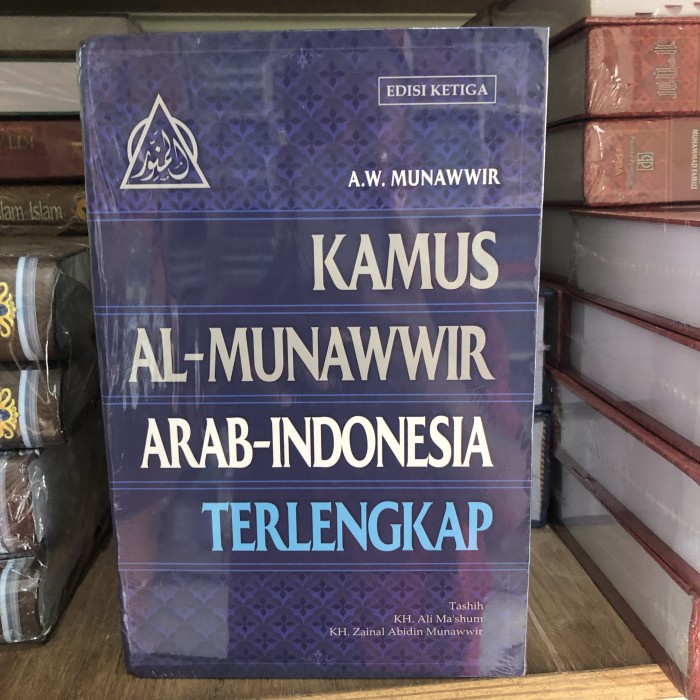 EDISI KETIGA
المنور
A.W. MUNAWWIR
KAMUS
AL-MUNAWWIR
ARAB-INDONESIA
TERLENGKAP
Tashih
KH. Ali Ma'shum
KH. Zainal Abidin Munawwir
Islam